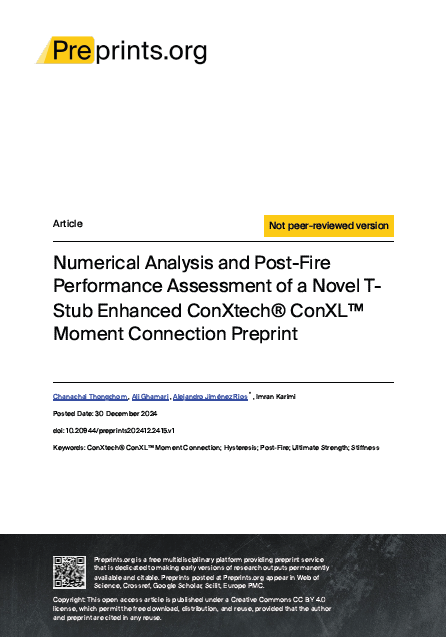 Preprints.org
Article
Not peer-reviewed version
Numerical Analysis and Post-Fire
Performance Assessment of a Novel T-
Stub Enhanced ConXtech® ConXL™
Moment Connection Preprint
Chanachai Thongchom, Ali Ghamari, Alejandro Jiménez Rios *, Imran Karimi
Posted Date: 30 December 2024
doi: 10.20944/preprints202412.2415.v1
Keywords: ConXtech® ConXL™ Moment Connection; Hysteresis; Post-Fire; Ultimate Strength; Stiffness
Preprints.org is a free multidisciplinary platform providing preprint service
that is dedicated to making early versions of research outputs permanently
available and citable. Preprints posted at Preprints.org appear in Web of
Science, Crossref, Google Scholar, Scilit, Europe PMC.
Copyright: This open access article is published under a Creative Commons CC BY 4.0
license, which permit the free download, distribution, and reuse, provided that the author
and preprint are cited in any reuse.